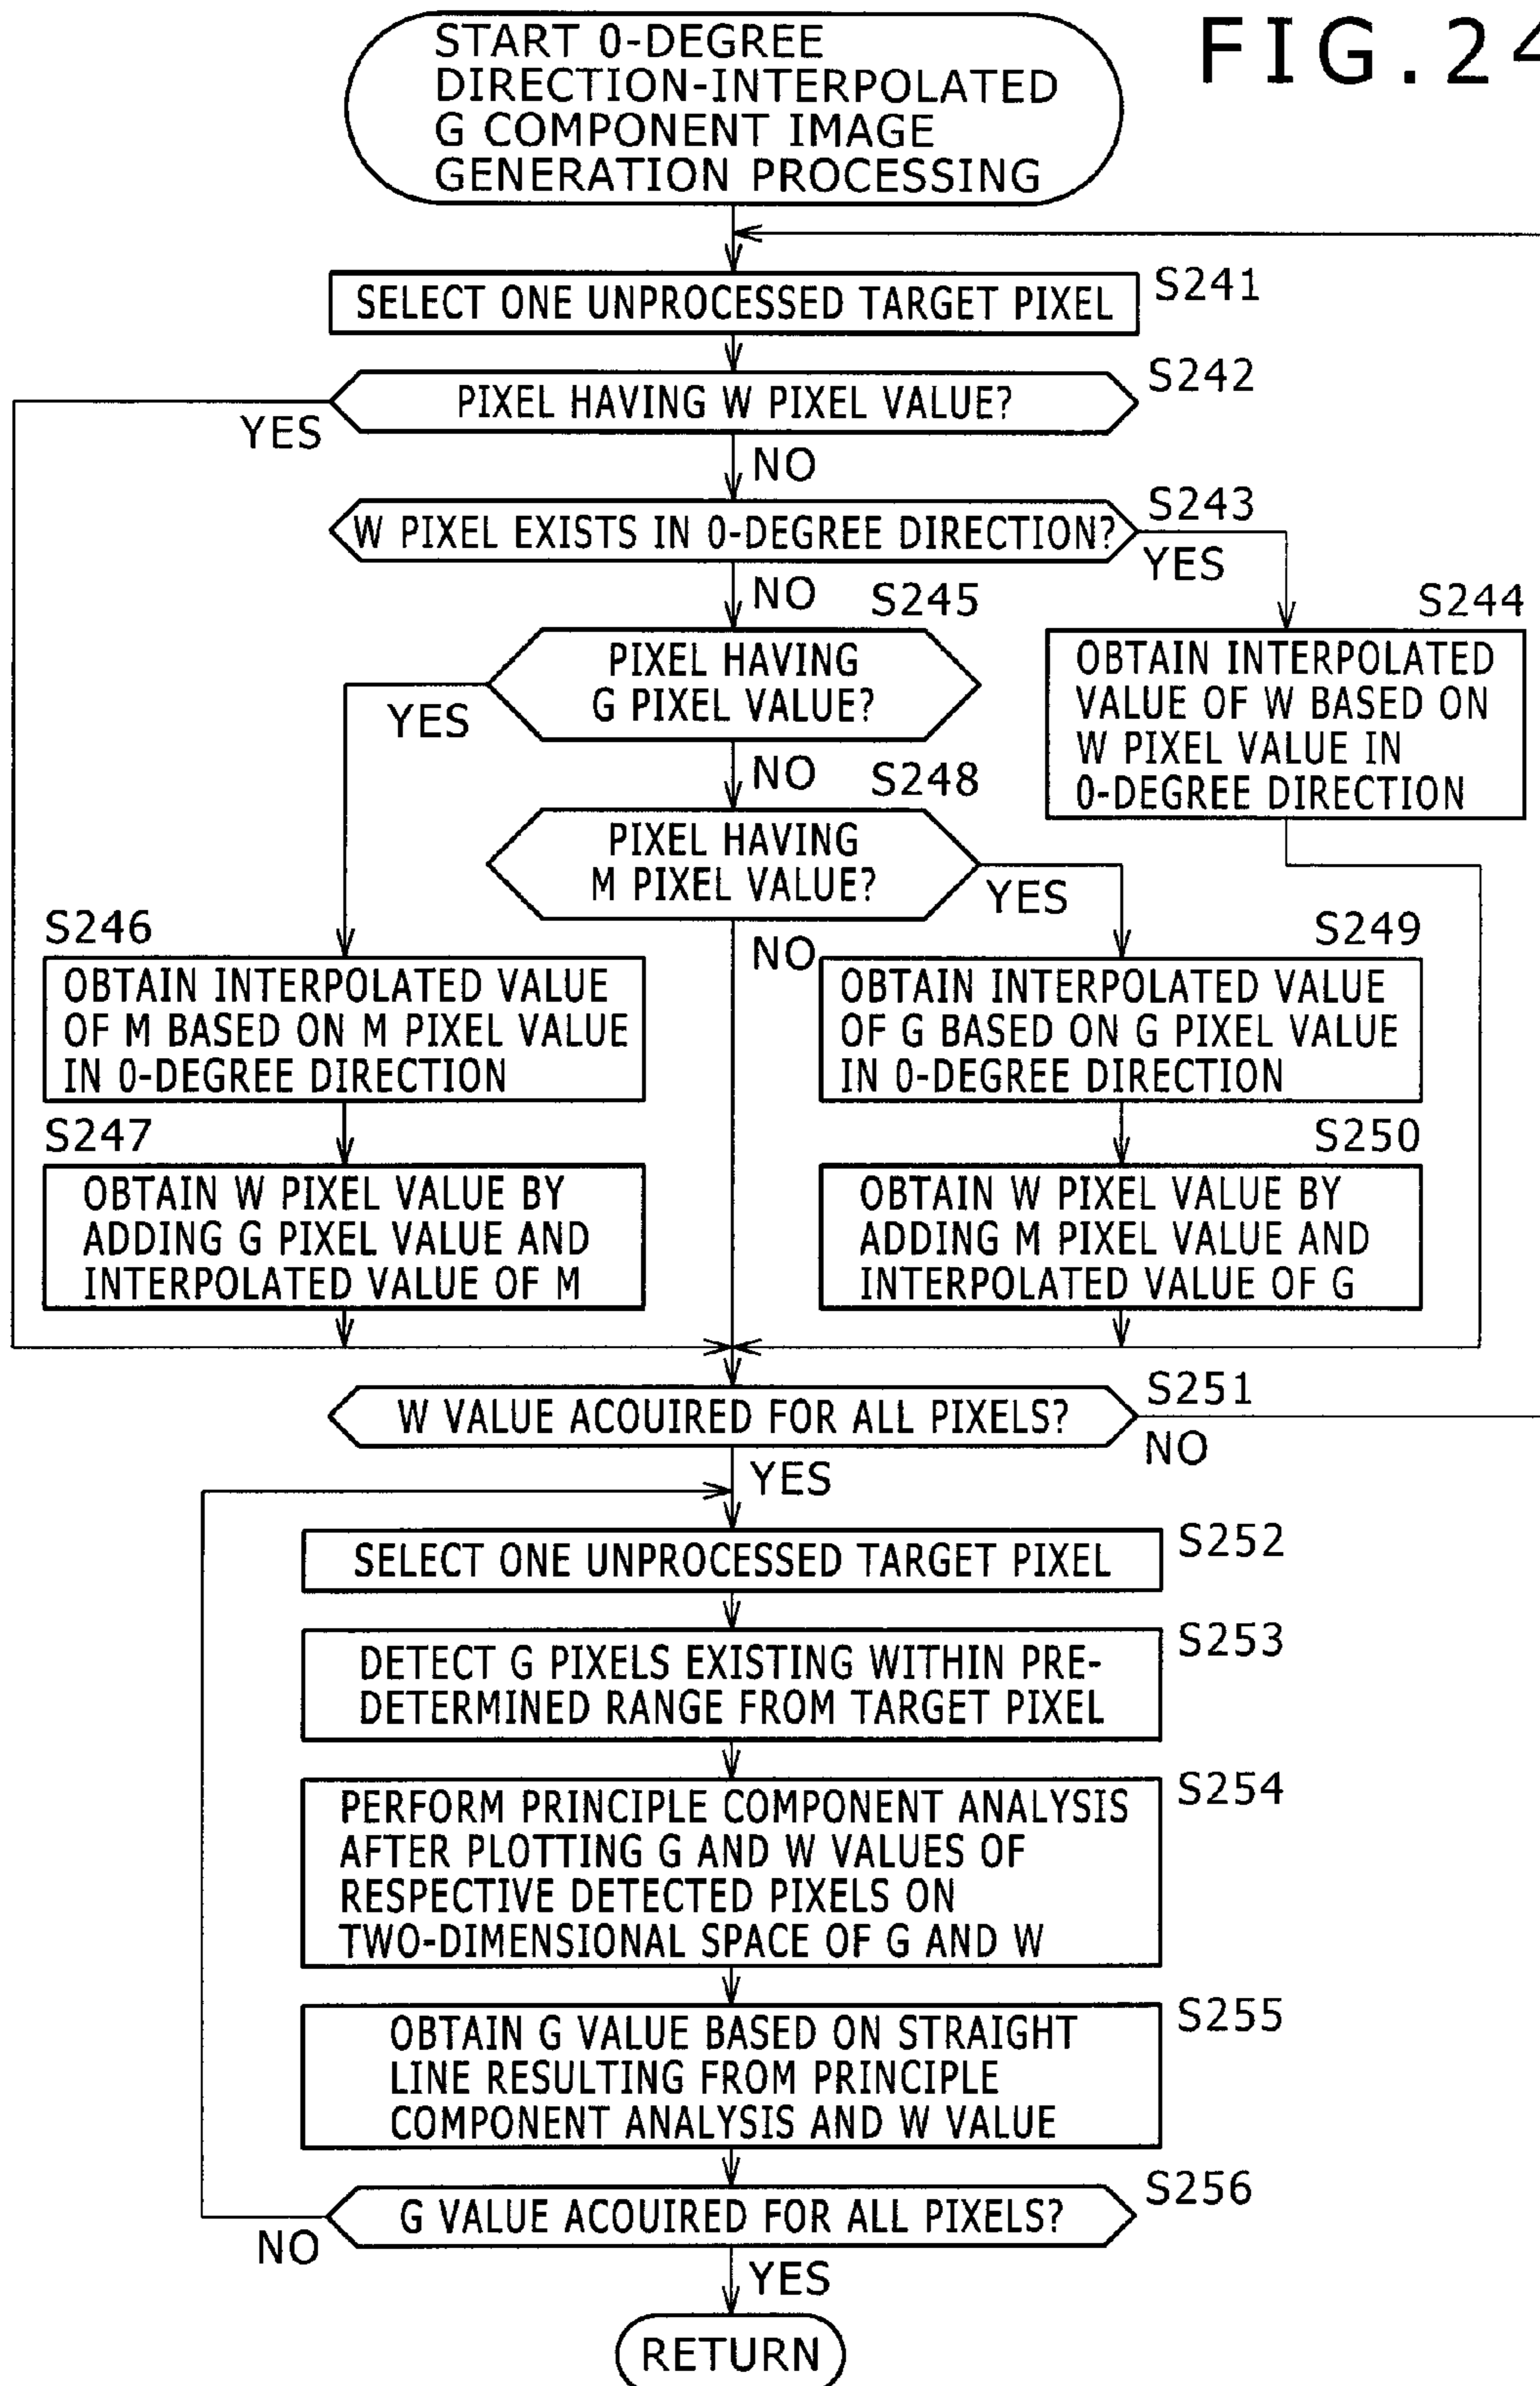 FIG.24
START 0-DEGREE
DIRECTION-INTERPOLATED
G COMPONENT IMAGE
GENERATION PROCESSING
SELECT ONE UNPROCESSED TARGET PIXEL
S241
PIXEL HAVING W PIXEL VALUE?
S242
YES
NO
W PIXEL EXISTS IN 0-DEGREE DIRECTION?
S243
YES
NO
S245
S244
PIXEL HAVING
G PIXEL VALUE?
YES
NO
OBTAIN INTERPOLATED
VALUE OF W BASED ON
W PIXEL VALUE IN
0-DEGREE DIRECTION
S248
PIXEL HAVING
M PIXEL VALUE?
YES
NO
S246
OBTAIN INTERPOLATED VALUE
OF M BASED ON M PIXEL VALUE
IN 0-DEGREE DIRECTION
S249
OBTAIN INTERPOLATED VALUE
OF G BASED ON G PIXEL VALUE
IN 0-DEGREE DIRECTION
S247
OBTAIN W PIXEL VALUE BY
ADDING G PIXEL VALUE AND
INTERPOLATED VALUE OF M
S250
OBTAIN W PIXEL VALUE BY
ADDING M PIXEL VALUE AND
INTERPOLATED VALUE OF G
W VALUE ACOUIRED FOR ALL PIXELS?
S251
NO
YES
SELECT ONE UNPROCESSED TARGET PIXEL
S252
DETECT G PIXELS EXISTING WITHIN PRE-
DETERMINED RANGE FROM TARGET PIXEL
S253
PERFORM PRINCIPLE COMPONENT ANALYSIS
AFTER PLOTTING G AND W VALUES OF
RESPECTIVE DETECTED PIXELS ON
TWO-DIMENSIONAL SPACE OF G AND W
S254
OBTAIN G VALUE BASED ON STRAIGHT
LINE RESULTING FROM PRINCIPLE
COMPONENT ANALYSIS AND W VALUE
S255
G VALUE ACOUIRED FOR ALL PIXELS?
S256
NO
YES
RETURN